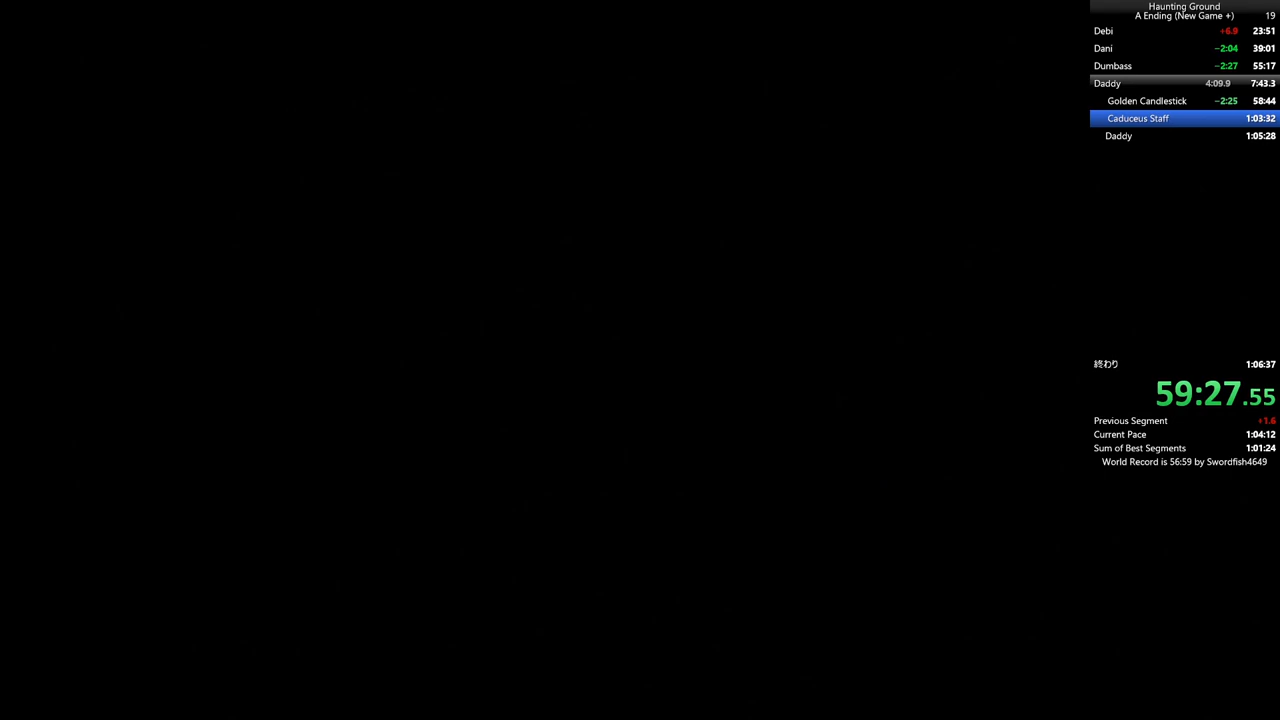 Haunting Ground
A Ending (New Game +) 19
Debi +6.9 23:51
Dani −2:04 39:01
Dumbass −2:27 55:17
Daddy 4:09.9 7:43.3
Golden Candlestick −2:25 58:44
Caduceus Staff 1:03:32
Daddy 1:05:28
終わり 1:06:37
59:27.55
Previous Segment +1.6
Current Pace 1:04:12
Sum of Best Segments 1:01:24
World Record is 56:59 by Swordfish4649